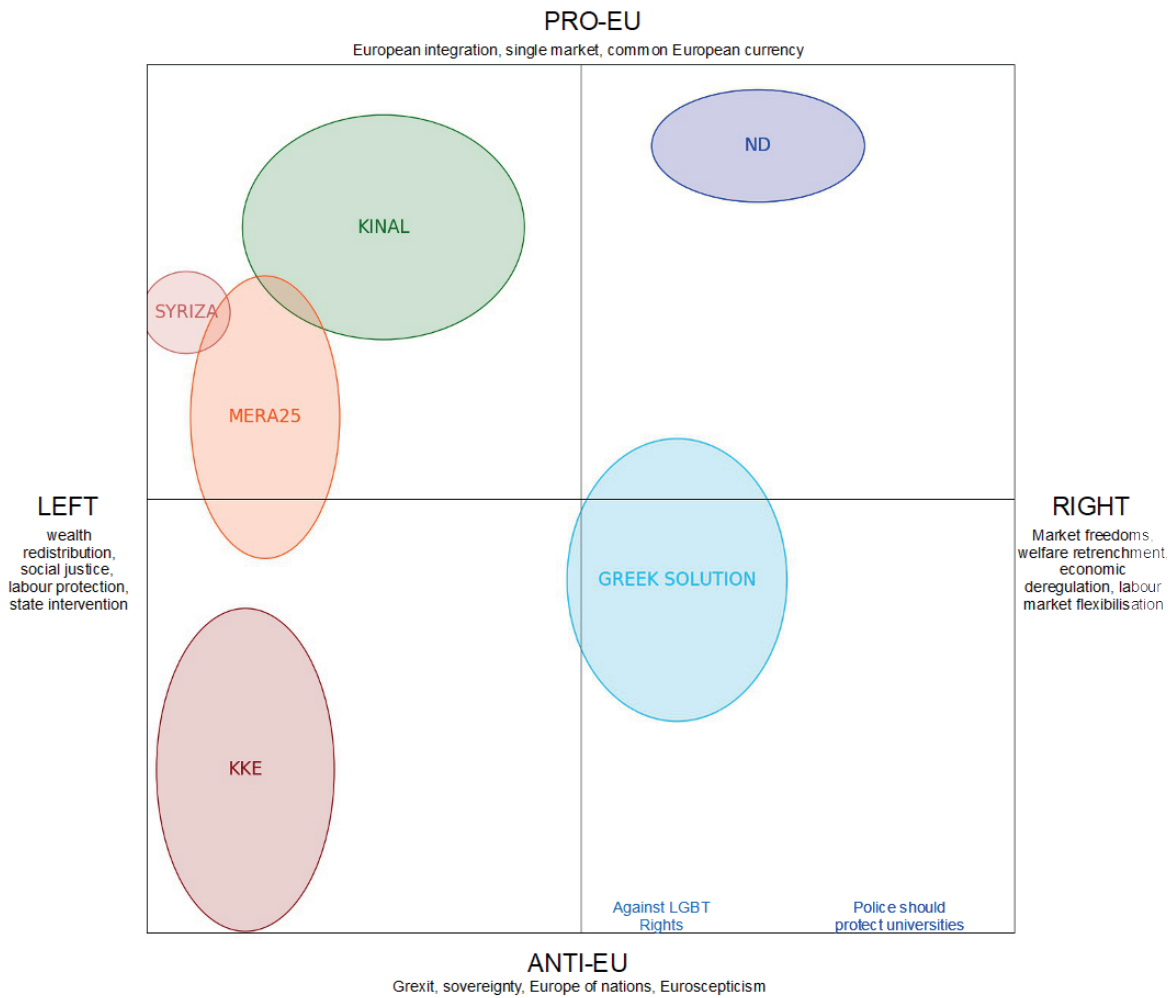 PRO-EU
European integration, single market, common European currency
ND
KINAL
SYRIZA
MERA25
LEFT
wealth
redistribution,
social justice,
labour protection,
state intervention
RIGHT
Market freedoms,
welfare retrenchment
economic
deregulation, labour
market flexibilisation
GREEK SOLUTION
KKE
Against LGBT
Rights
Police should
protect universities
ANTI-EU
Grexit, sovereignty, Europe of nations, Euroscepticism